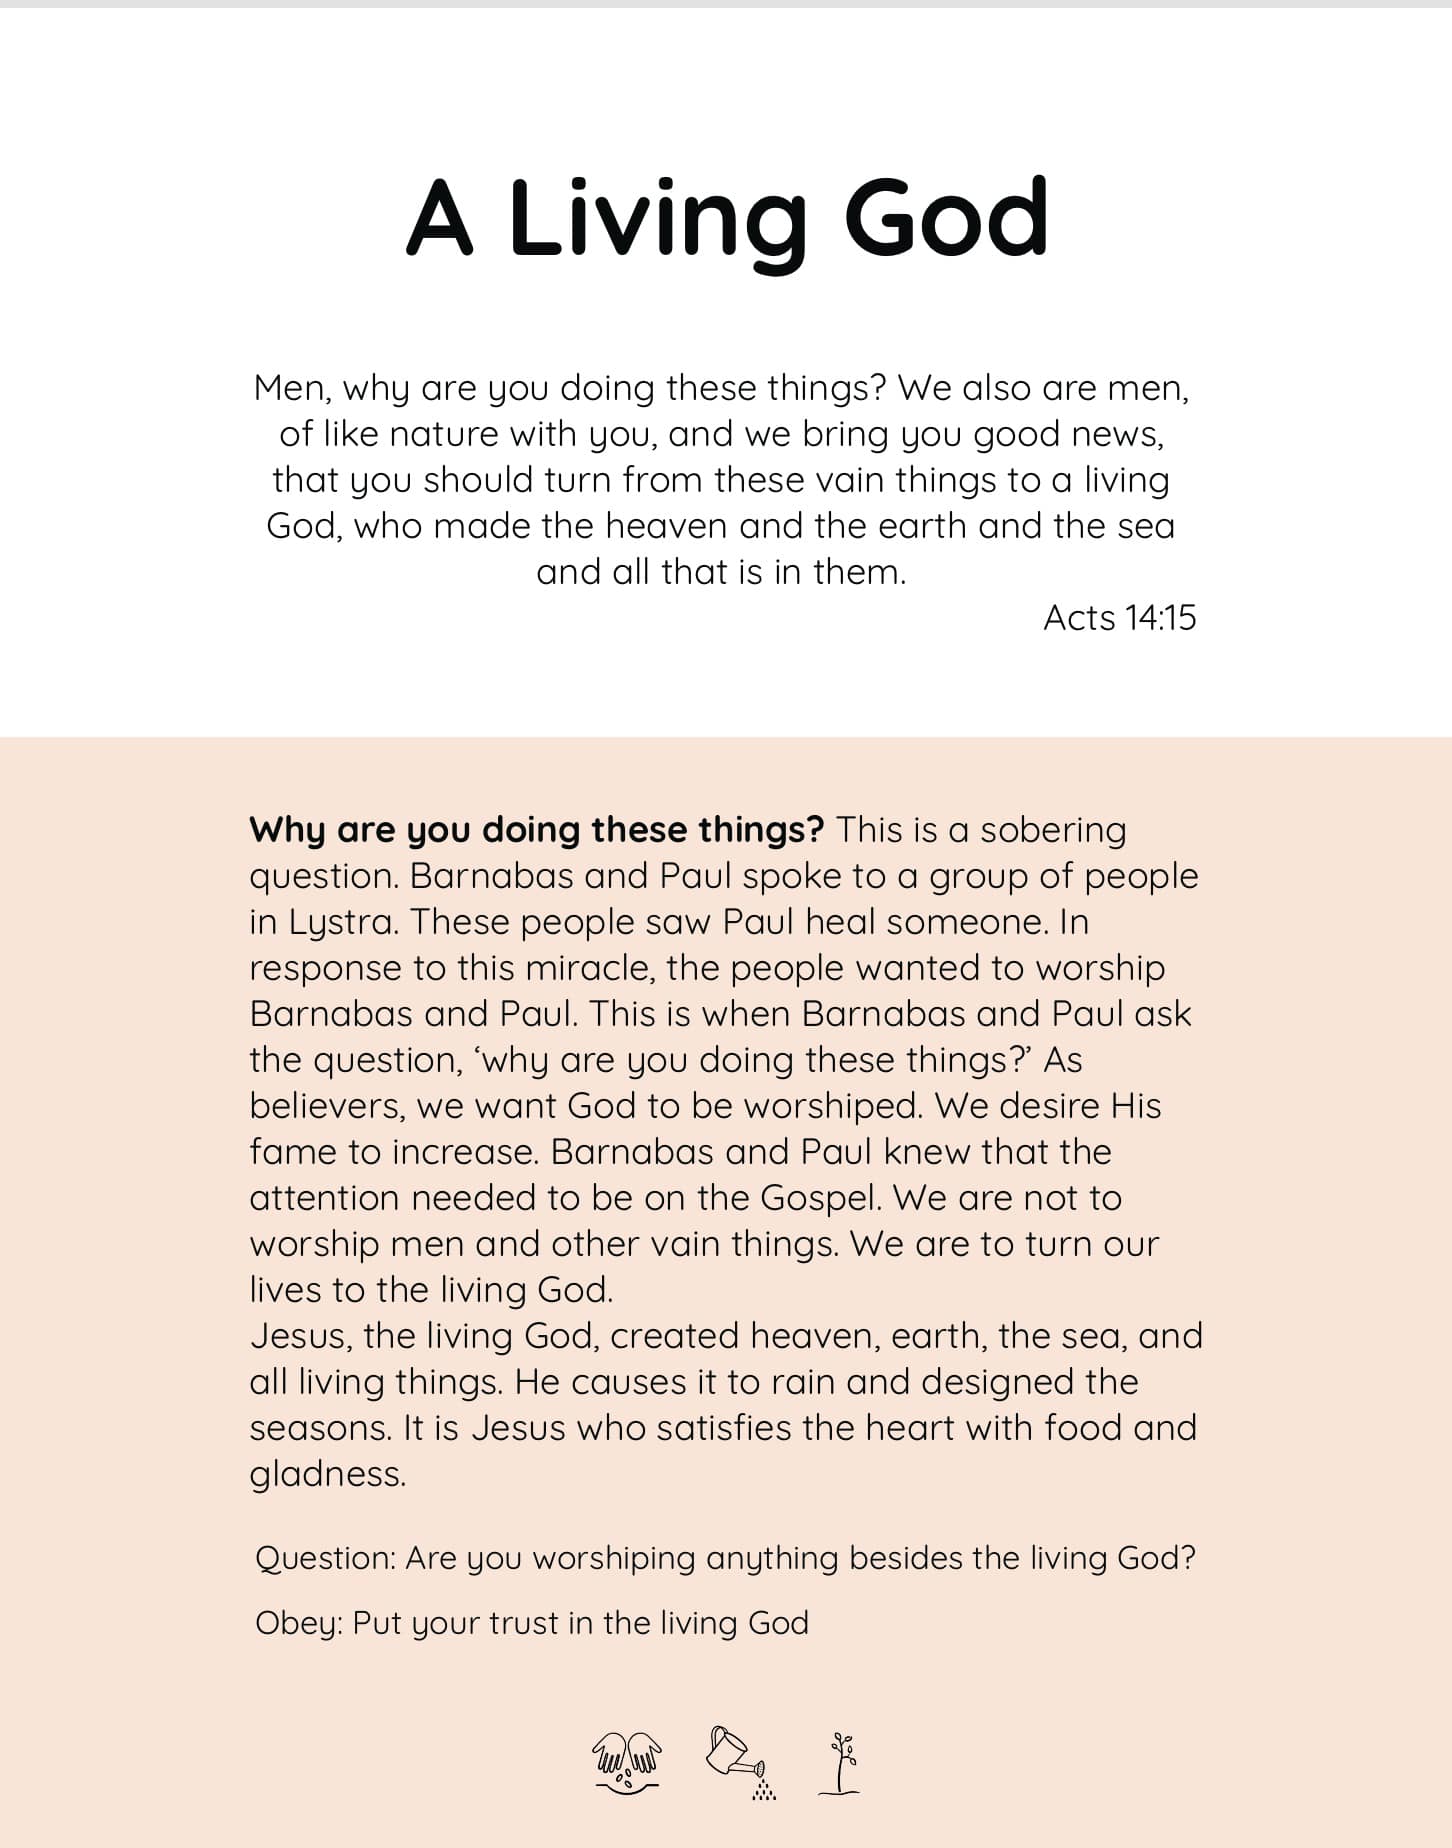 A Living God
Men, why are you doing these things? We also are men,
of like nature with you, and we bring you good news,
that you should turn from these vain things to a living
God, who made the heaven and the earth and the sea
and all that is in them.
Acts 14:15
Why are you doing these things? This is a sobering
question. Barnabas and Paul spoke to a group of people
in Lystra. These people saw Paul heal someone. In
response to this miracle, the people wanted to worship
Barnabas and Paul. This is when Barnabas and Paul ask
the question, ‘why are you doing these things?’ As
believers, we want God to be worshiped. We desire His
fame to increase. Barnabas and Paul knew that the
attention needed to be on the Gospel. We are not to
worship men and other vain things. We are to turn our
lives to the living God.
Jesus, the living God, created heaven, earth, the sea, and
all living things. He causes it to rain and designed the
seasons. It is Jesus who satisfies the heart with food and
gladness.
Question: Are you worshiping anything besides the living God?
Obey: Put your trust in the living God